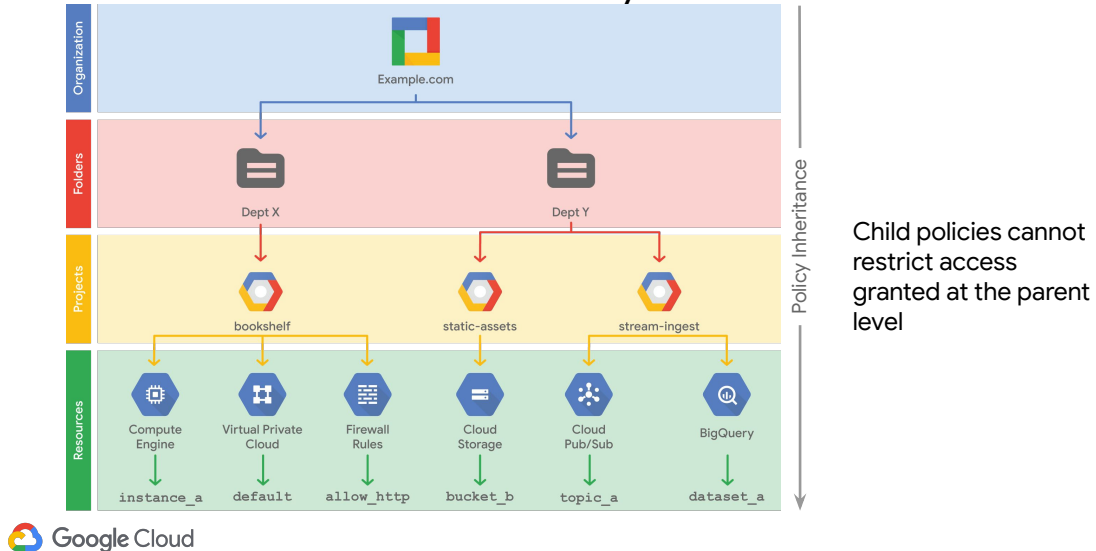 Organization
Example.com
Folders
Dept X
Dept Y
Projects
bookshelf
static-assets
stream-ingest
Resources
Compute
Engine
Virtual Private
Cloud
Firewall
Rules
Cloud
Storage
Cloud
Pub/Sub
BigQuery
instance_a
default
allow_http
bucket_b
topic_a
dataset_a
Policy Inheritance
Child policies cannot
restrict access
granted at the parent
level
Google Cloud